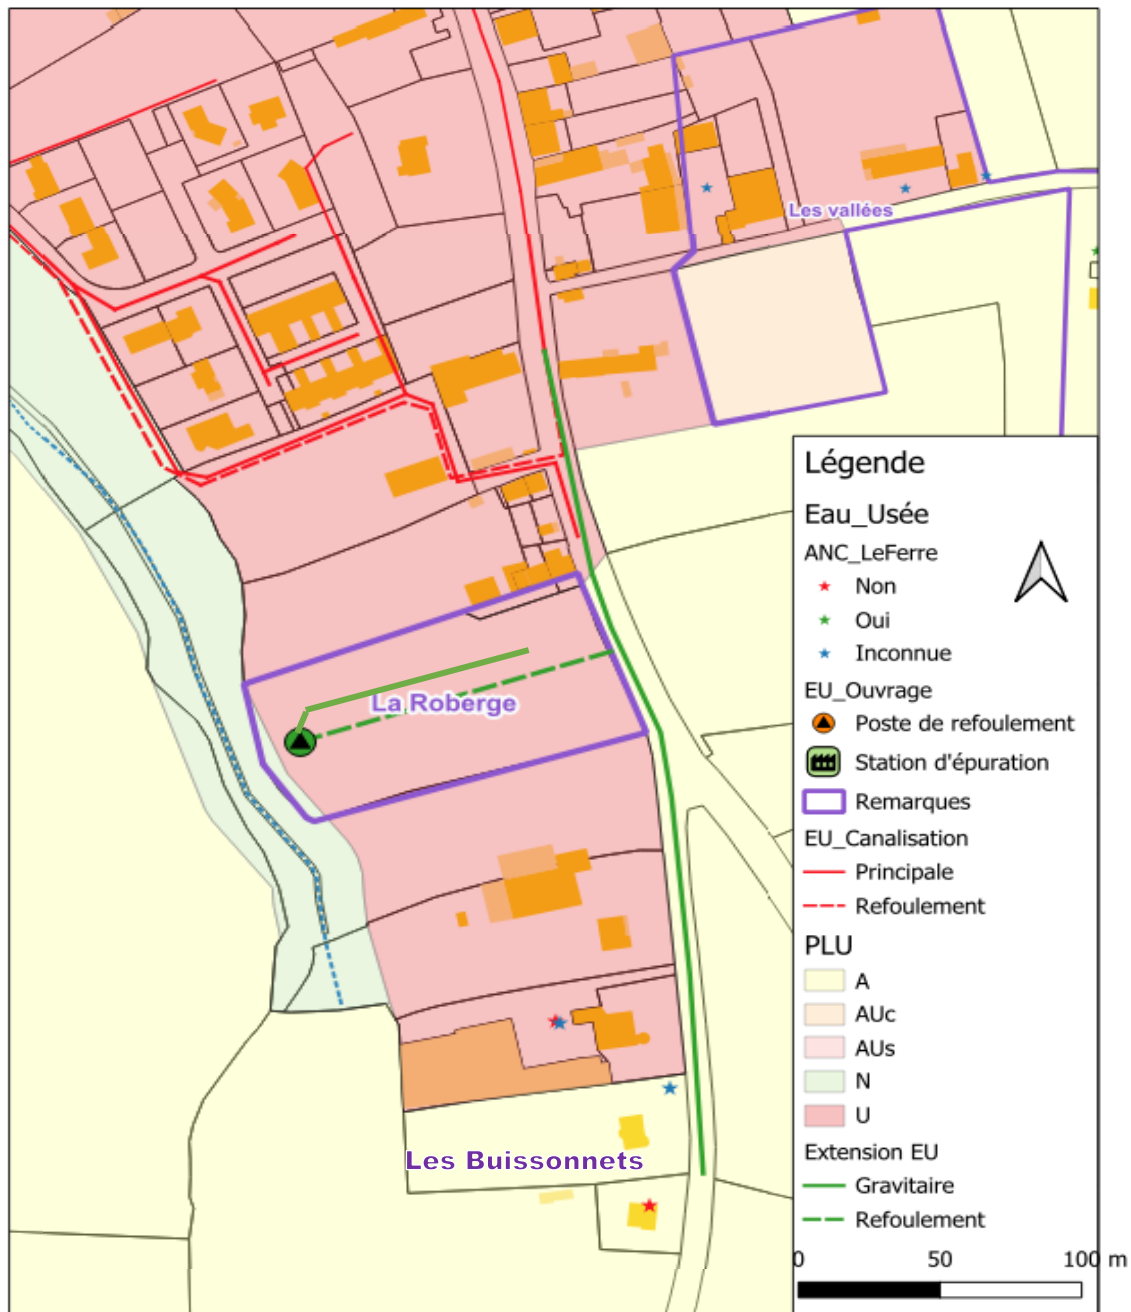 Les vallées
La Roberge
Les Buissonnets
Légende
Eau_Usée
ANC_LeFerre
Non
Oui
Inconnue
EU_Ouvrage
Poste de refoulement
Station d'épuration
Remarques
EU_Canalisation
Principale
Refoulement
PLU
A
AUc
AUs
N
U
Extension EU
Gravitaire
Refoulement
0 50 100 m